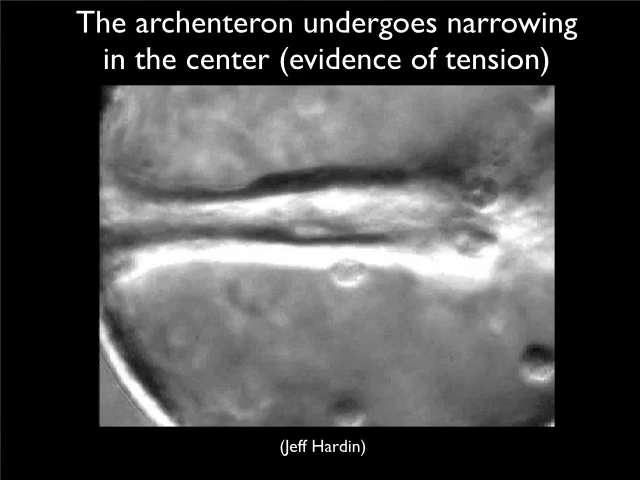 The archenteron undergoes narrowing
in the center (evidence of tension)
(Jeff Hardin)